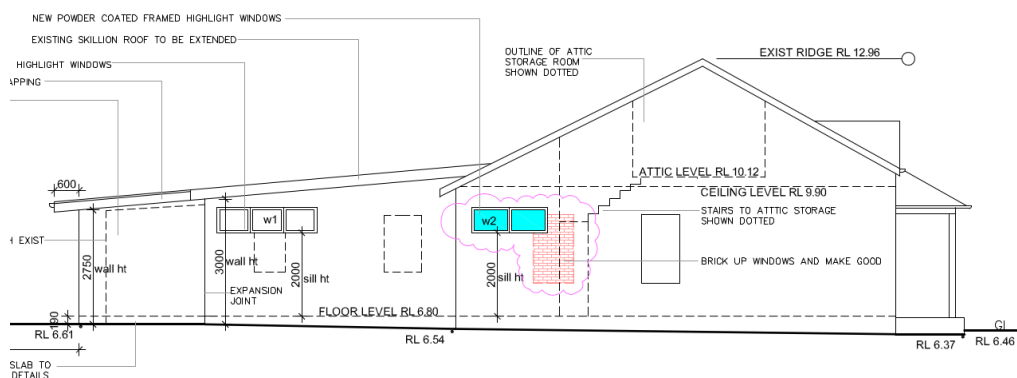 NEW POWDER COATED FRAMED HIGHLIGHT WINDOWS
EXISTING SKILLION ROOF TO BE EXTENDED
HIGHLIGHT WINDOWS
APPING
OUTLINE OF ATTIC
STORAGE ROOM
SHOWN DOTTED
EXIST RIDGE RL 12.96
ATTIC LEVEL RL 10.12
CEILING LEVEL RL 9.90
600
w1
w2
STAIRS TO ATTTIC STORAGE
SHOWN DOTTED
H EXIST
2750
wall ht
3000
wall ht
2000
sill ht
2000
sill ht
BRICK UP WINDOWS AND MAKE GOOD
EXPANSION
JOINT
FLOOR LEVEL RL 6.80
190
RL 6.61
RL 6.54
RL 6.37
GI
RL 6.46
SLAB TO
DETAILS